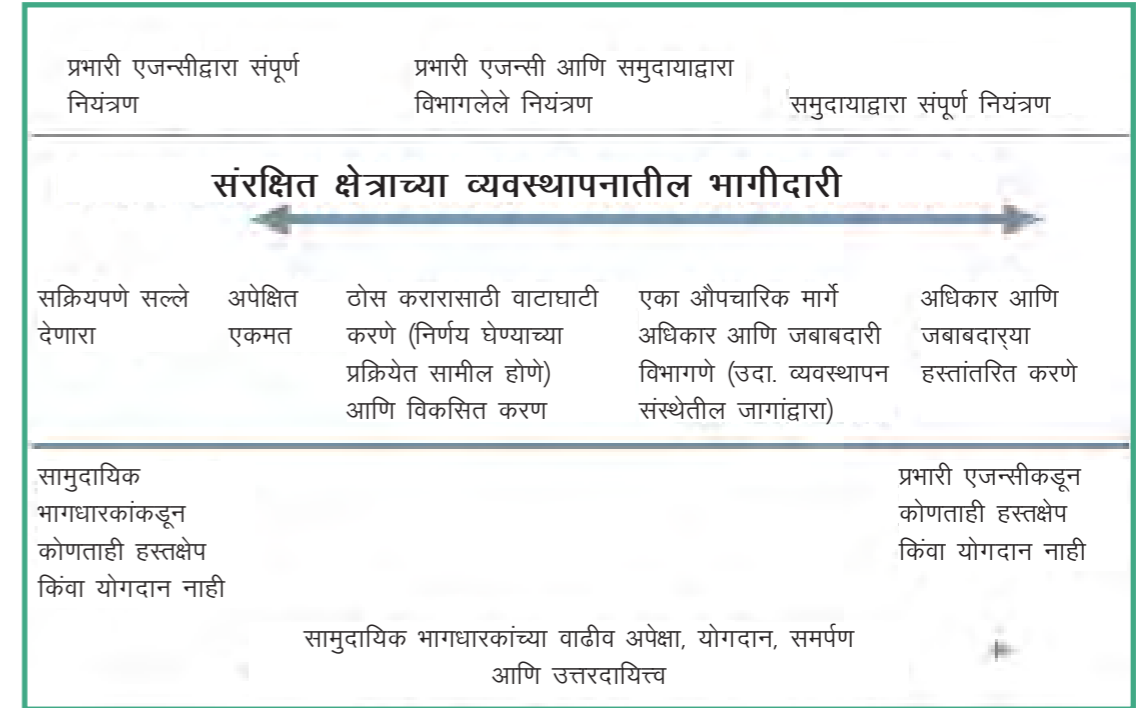 प्रभारी एजन्सीद्वारा संपूर्ण
नियंत्रण
प्रभारी एजन्सी आणि समुदायाद्वारा
विभागलेले नियंत्रण
समुदायाद्वारा संपूर्ण नियंत्रण
संरक्षित क्षेत्राच्या व्यवस्थापनातील भागीदारी
सक्रियपणे सल्ले
देणारा
अपेक्षित
एकमत
ठोस करारासाठी वाटाघाटी
करणे (निर्णय घेण्याच्या
प्रक्रियेत सामील होणे)
आणि विकसित करण
एका औपचारिक मार्गे
अधिकार आणि जबाबदारी
विभागणे (उदा. व्यवस्थापन
संस्थेतील जागांद्वारा)
अधिकार आणि
जबाबदाऱ्या
हस्तांतरित करणे
सामुदायिक
भागधारकांकडून
कोणताही हस्तक्षेप
किंवा योगदान नाही
प्रभारी एजन्सीकडून
कोणताही हस्तक्षेप
किंवा योगदान नाही
सामुदायिक भागधारकांच्या वाढीव अपेक्षा, योगदान, समर्पण
आणि उत्तरदायित्त्व
+